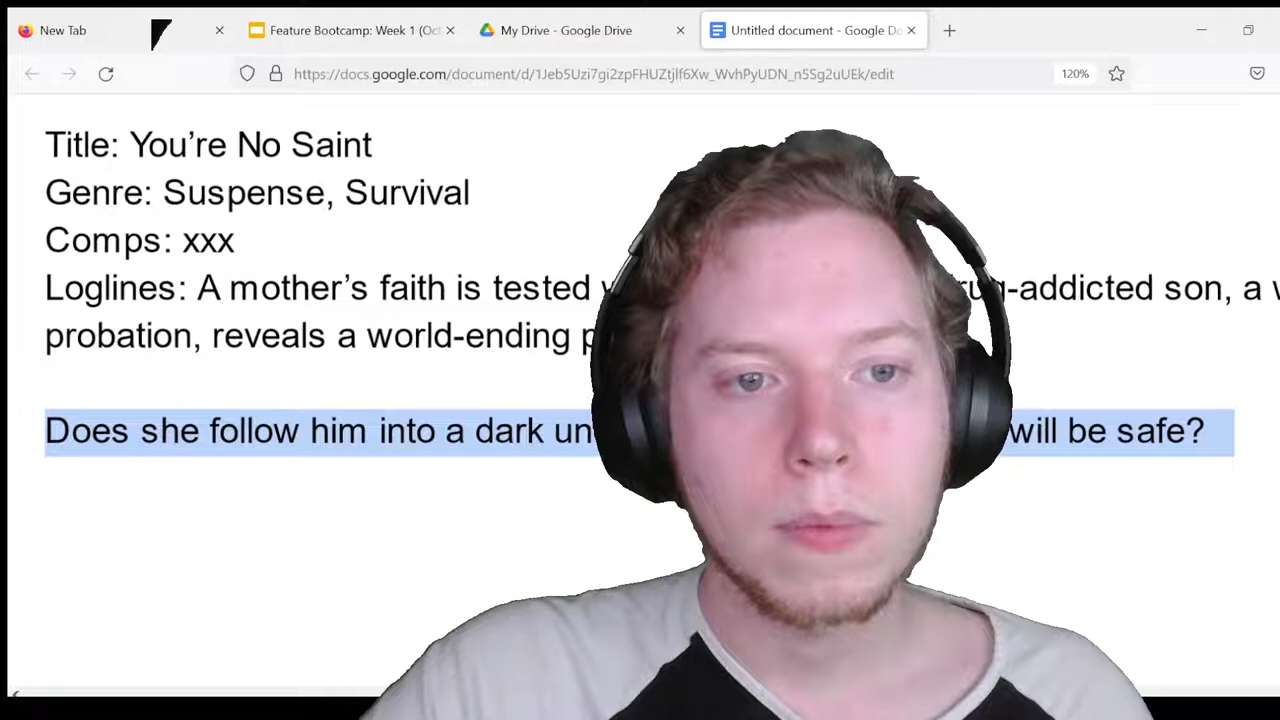 New Tab
Feature Bootcamp: Week 1 (Oct
My Drive - Google Drive
Untitled document - Google Do
https://docs.google.com/document/d/1Jeb5Uzi7gi2zpFHUZtjlf6Xw_WvhPyUDN_n5Sg2uUEk/edit
120%
Title: You’re No Saint
Genre: Suspense, Survival
Comps: xxx
Loglines: A mother’s faith is tested -addicted son, a
probation, reveals a world-ending
Does she follow him into a dark will be safe?